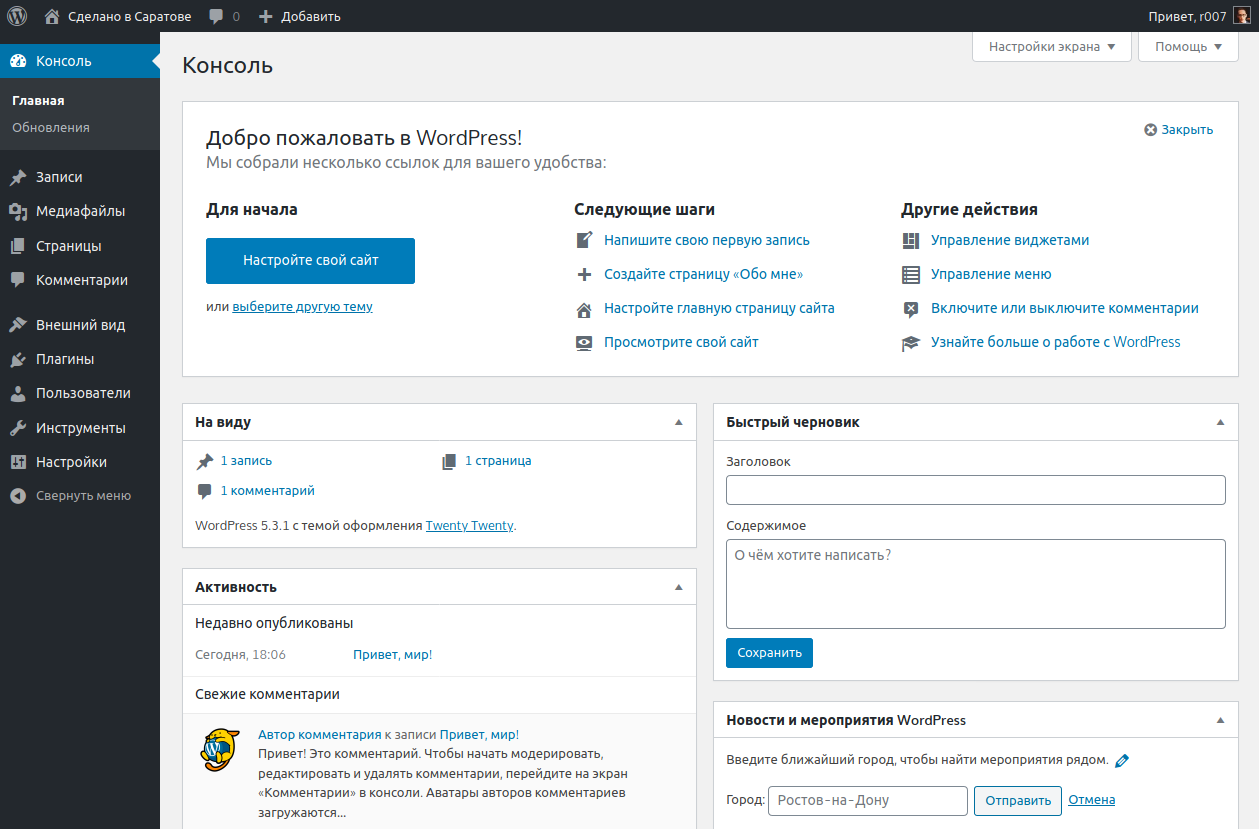 Сделано в Саратове
0
Добавить
Привет, r007
Консоль
Главная
Обновления
Записи
Медиафайлы
Страницы
Комментарии
Внешний вид
Плагины
Пользователи
Инструменты
Настройки
Свернуть меню
Настройки экрана
Помощь
Консоль
Добро пожаловать в WordPress!
Закрыть
Мы собрали несколько ссылок для вашего удобства:
Для начала
Настройте свой сайт
или выберите другую тему
Следующие шаги
Напишите свою первую запись
Создайте страницу «Обо мне»
Настройте главную страницу сайта
Просмотрите свой сайт
Другие действия
Управление виджетами
Управление меню
Включите или выключите комментарии
Узнайте больше о работе с WordPress
На виду
1 запись
1 страница
1 комментарий
WordPress 5.3.1 с темой оформления Twenty Twenty.
Активность
Недавно опубликованы
Сегодня, 18:06 Привет, мир!
Свежие комментарии
Автор комментария к записи Привет, мир!
Привет! Это комментарий. Чтобы начать модерировать,
редактировать и удалять комментарии, перейдите на экран
«Комментарии» в консоли. Аватары авторов комментариев
загружаются...
Быстрый черновик
Заголовок
Содержимое
О чём хотите написать?
Сохранить
Новости и мероприятия WordPress
Введите ближайший город, чтобы найти мероприятия рядом.
Город: Ростов-на-Дону Отправить Отмена